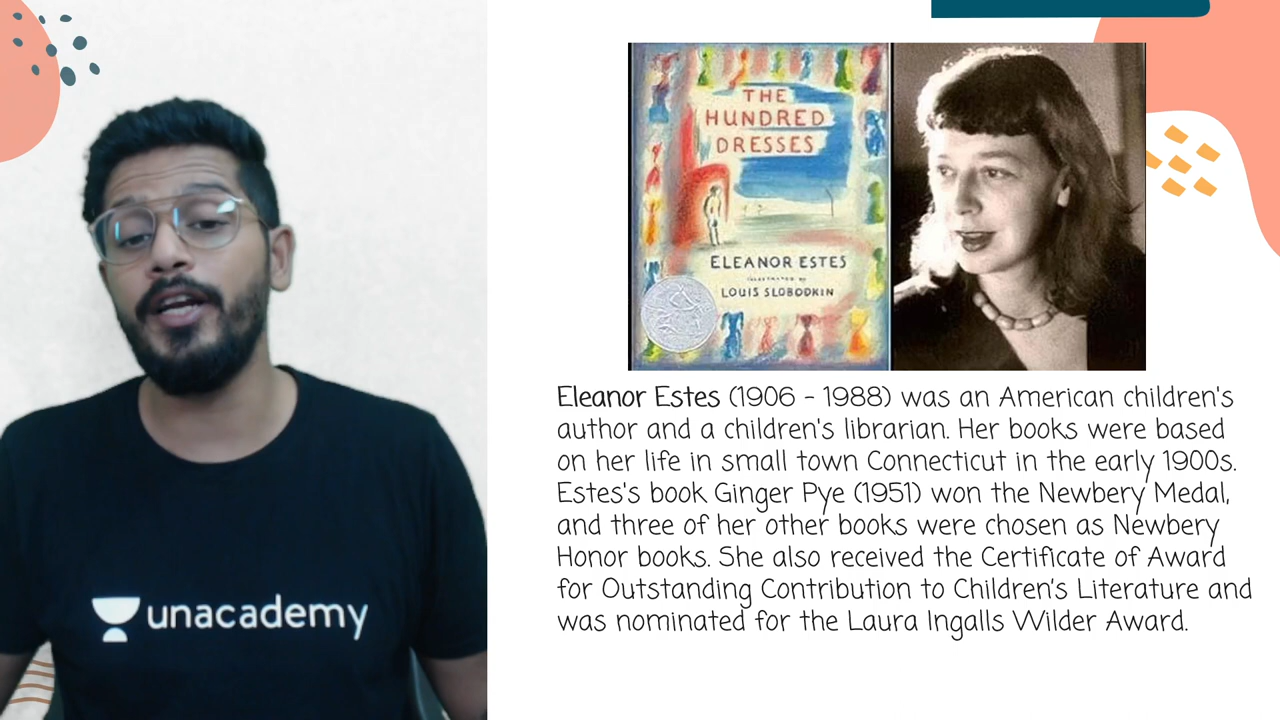 unacademy
THE
HUNDRED
DRESSES
ELEANOR ESTES
ILLUSTRATED BY
LOUIS SLOBODKIN
Eleanor Estes (1906 - 1988) was an American children's
author and a children's librarian. Her books were based
on her life in small town Connecticut in the early 1900s.
Estes's book Ginger Pye (1951) won the Newbery Medal,
and three of her other books were chosen as Newbery
Honor books. She also received the Certificate of Award
for Outstanding Contribution to Children's Literature and
was nominated for the Laura Ingalls Wilder Award.